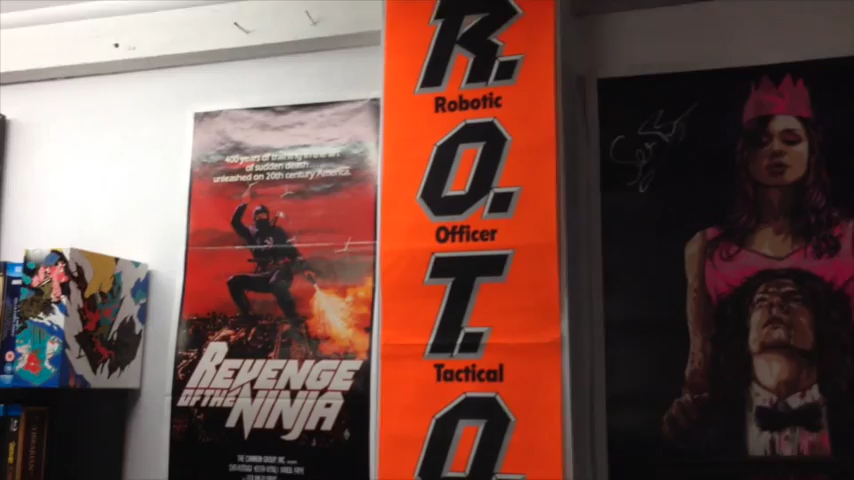 400 years of training in the art
of sudden death...
unleashed on 20th century America.
REVENGE
OF THE NINJA
THE CANNON GROUP, INC.
R.
Robotic
O.
Officer
T.
Tactical
O.